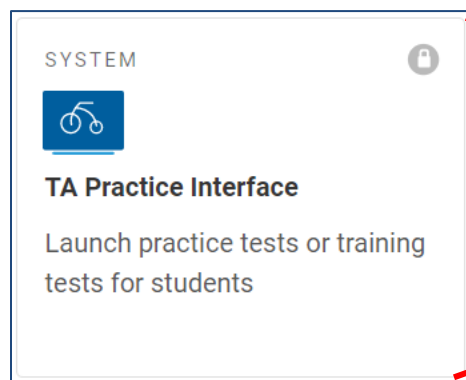 SYSTEM
TA Practice Interface
Launch practice tests or training
tests for students